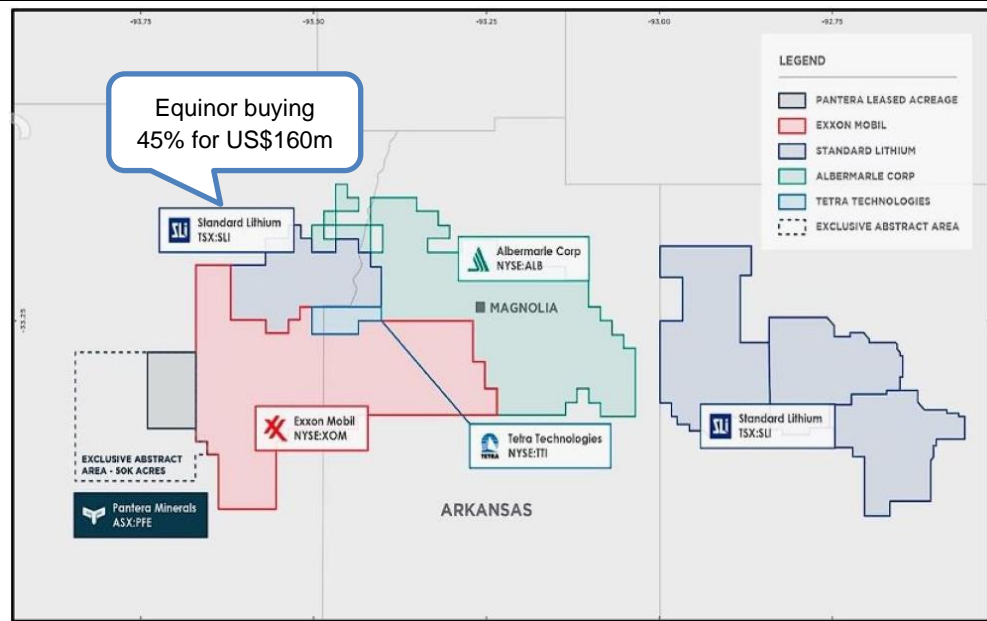 -93.75
-93.50
-93.25
-93.00
-92.75
Equinor buying
45% for US$160m
LEGEND
PANTERA LEASED ACREAGE
EXXON MOBIL
STANDARD LITHIUM
ALBERMARLE CORP
TETRA TECHNOLOGIES
EXCLUSIVE ABSTRACT AREA
SLi
Standard Lithium
TSX:SLI
Albermarle Corp
NYSE:ALB
MAGNOLIA
-33.25
Exxon Mobil
NYSE:XOM
TETRA
Tetra Technologies
NYSE:TTI
SLi
Standard Lithium
TSX:SLI
EXCLUSIVE ABSTRACT
AREA - 50K ACRES
Pantera Minerals
ASX:PFE
ARKANSAS